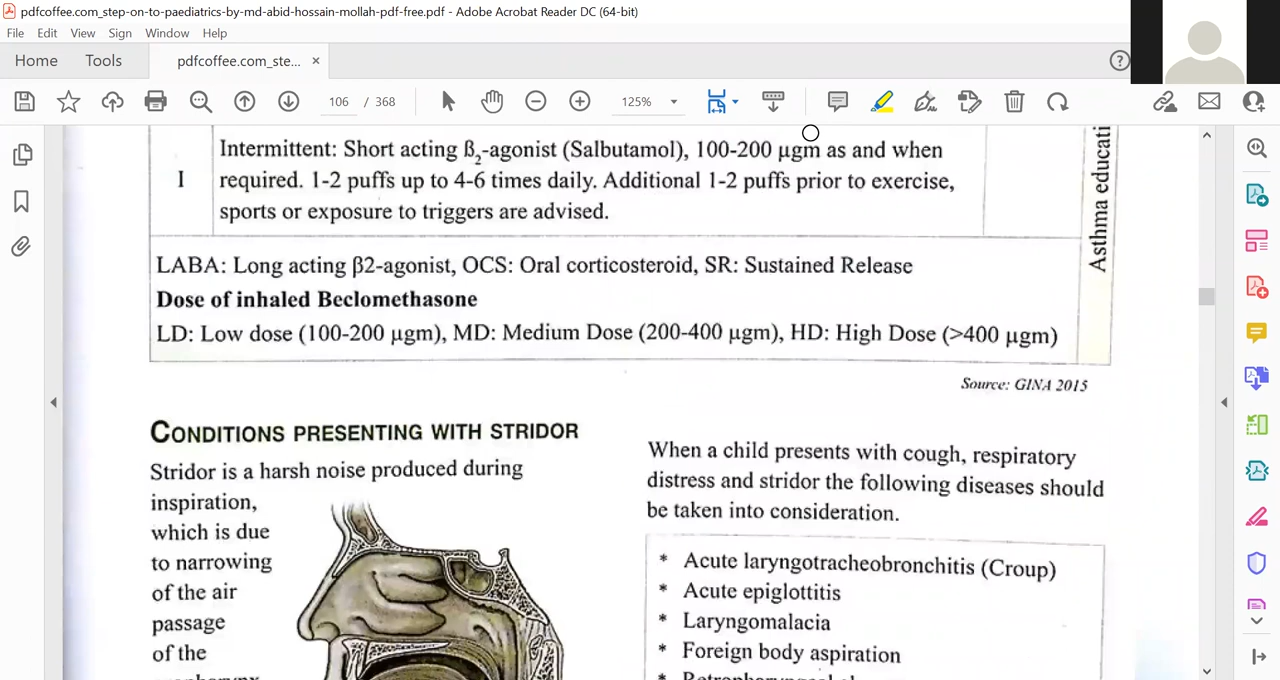 pdfcoffee.com_step-on-to-paediatrics-by-md-abid-hossain-mollah-pdf-free.pdf - Adobe Acrobat Reader DC (64-bit)
File Edit View Sign Window Help
Home Tools pdfcoffee.com_ste... ×
106 / 368 125%
Intermittent: Short acting ß₂-agonist (Salbutamol), 100-200 µgm as and when
I required. 1-2 puffs up to 4-6 times daily. Additional 1-2 puffs prior to exercise,
sports or exposure to triggers are advised.
Asthma educati
LABA: Long acting β2-agonist, OCS: Oral corticosteroid, SR: Sustained Release
Dose of inhaled Beclomethasone
LD: Low dose (100-200 µgm), MD: Medium Dose (200-400 µgm), HD: High Dose (>400 µgm)
Source: GINA 2015
CONDITIONS PRESENTING WITH STRIDOR
Stridor is a harsh noise produced during
inspiration,
which is due
to narrowing
of the air
passage
of the
When a child presents with cough, respiratory
distress and stridor the following diseases should
be taken into consideration.
* Acute laryngotracheobronchitis (Croup)
* Acute epiglottitis
* Laryngomalacia
* Foreign body aspiration